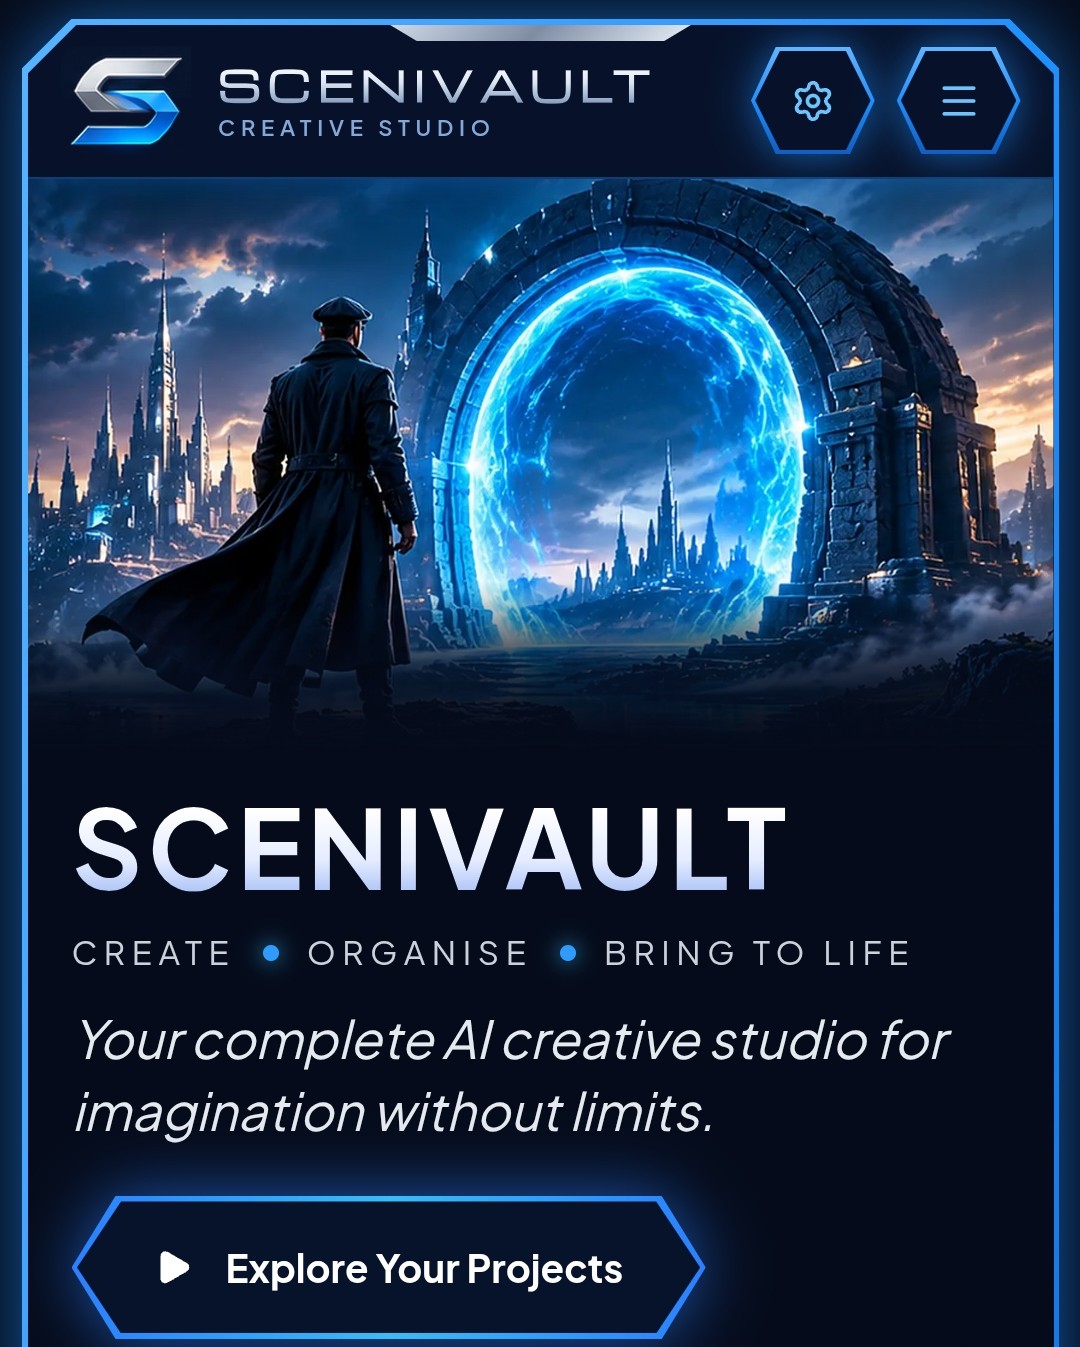 SCENIVAULT
CREATIVE STUDIO
SCENIVAULT
CREATE • ORGANISE • BRING TO LIFE
Your complete AI creative studio for
imagination without limits.
Explore Your Projects